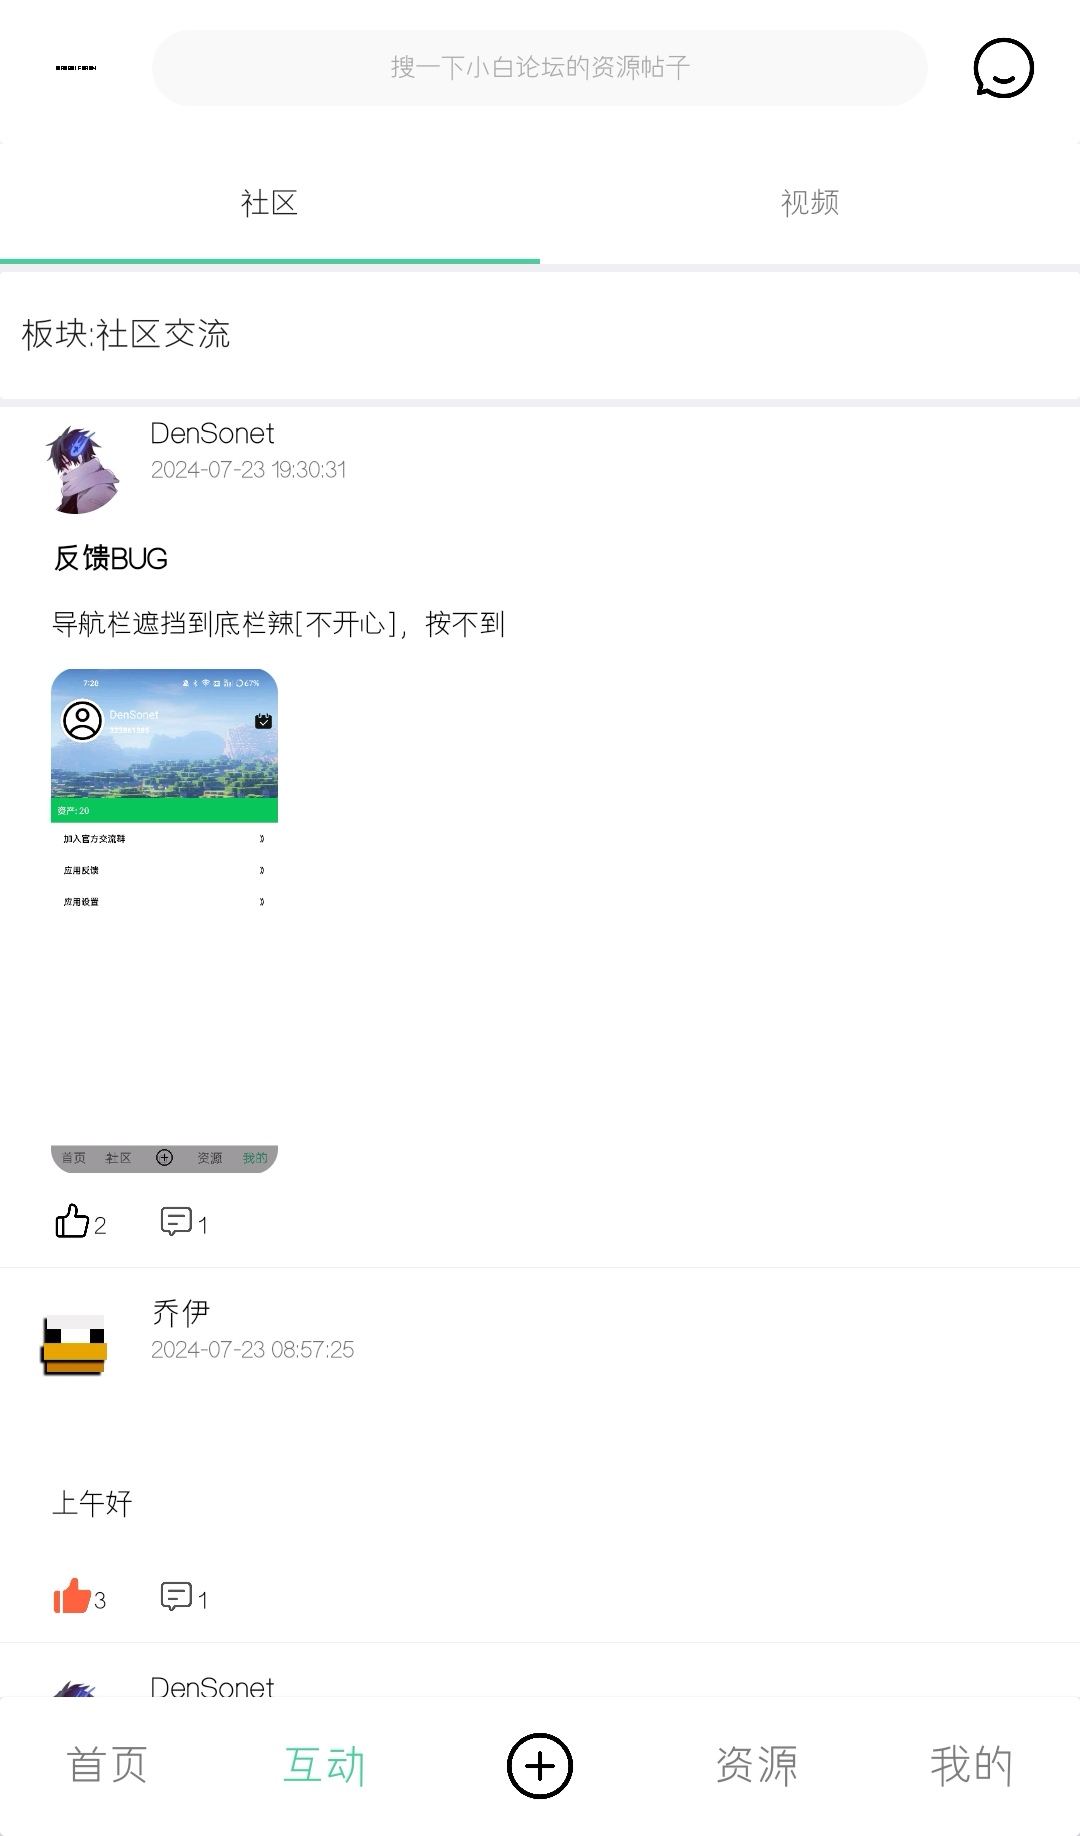 搜一下小白论坛的资源帖子
社区
视频
板块:社区交流
DenSonet
2024-07-23 19:30:31
反馈BUG
导航栏遮挡到底栏辣[不开心]，按不到
7:28
67%
DenSonet
资产: 20
加入官方交流群
应用反馈
应用设置
首页 社区 资源 我的
2 1
乔伊
2024-07-23 08:57:25
上午好
3 1
DenSonet
首页 互动 资源 我的